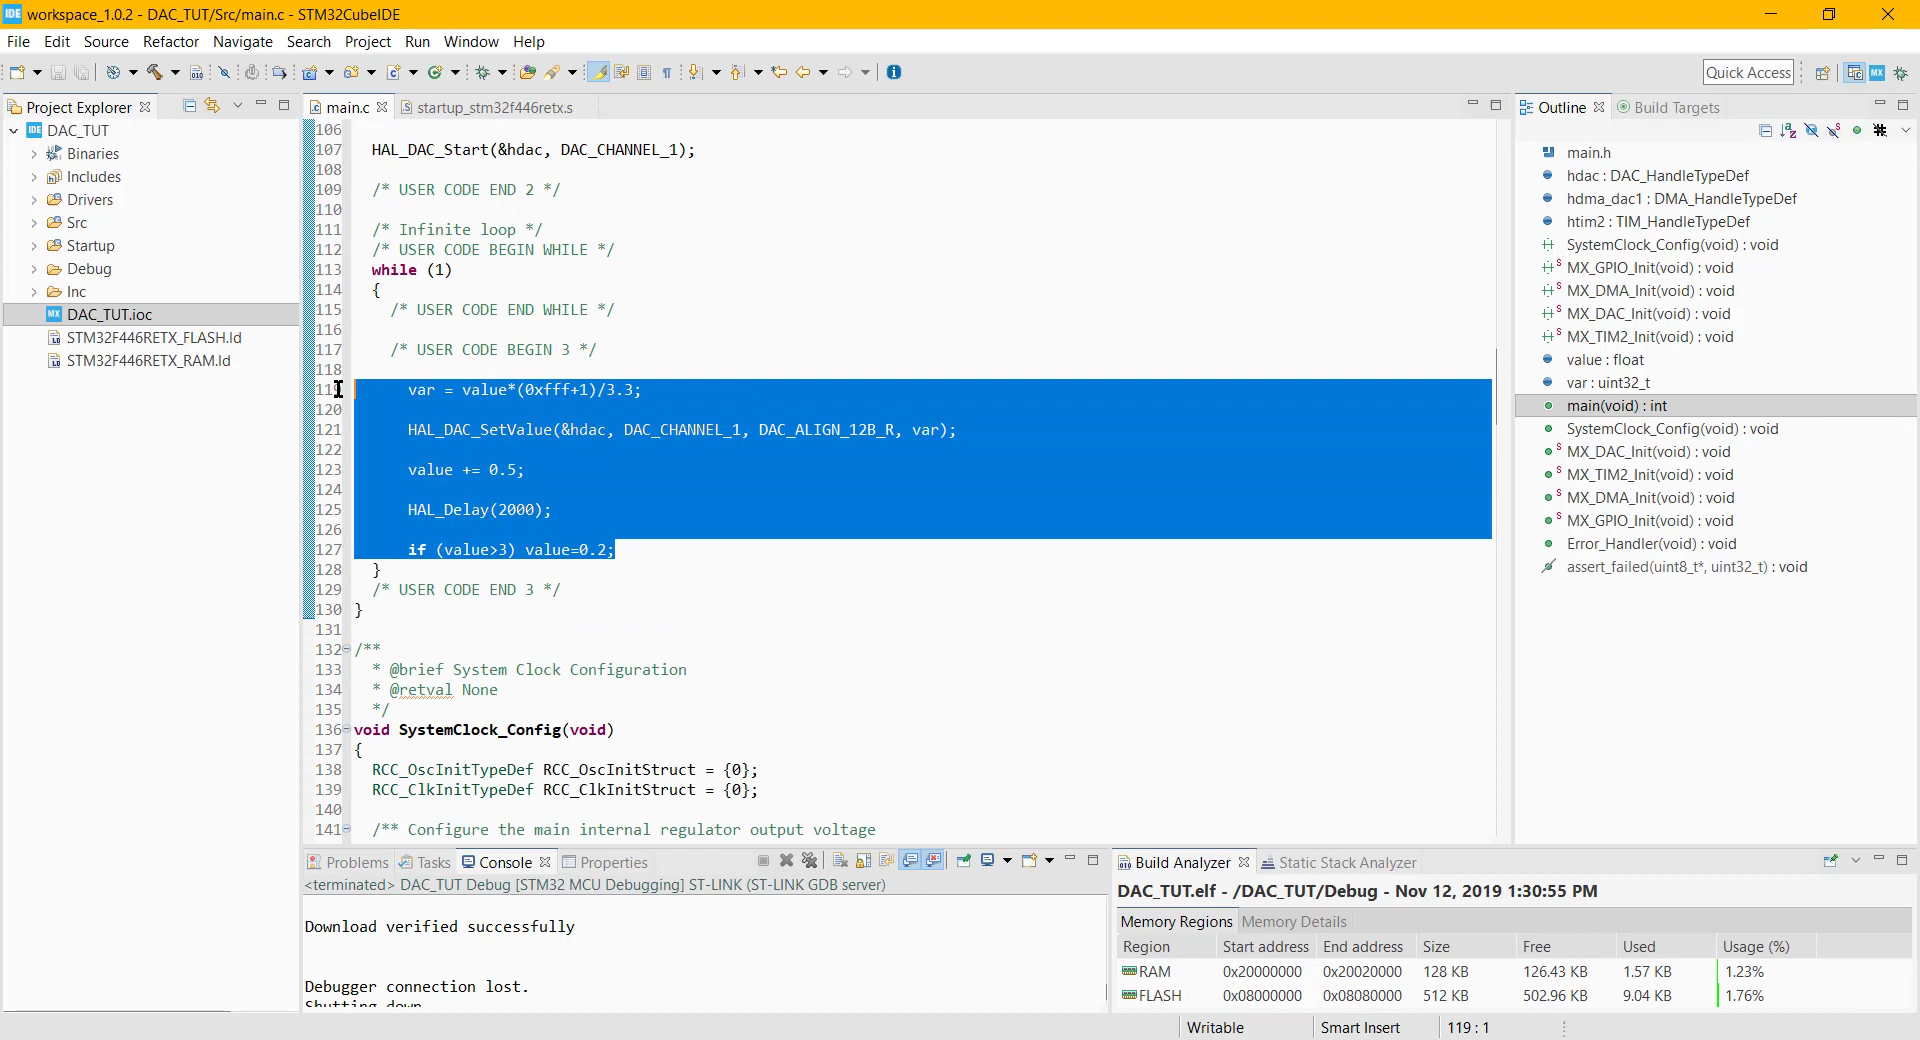 IDE workspace_1.0.2 - DAC_TUT/Src/main.c - STM32CubeIDE
File Edit Source Refactor Navigate Search Project Run Window Help
Quick Access
Project Explorer
IDE DAC_TUT
Binaries
Includes
Drivers
Src
Startup
Debug
Inc
MX DAC_TUT.ioc
STM32F446RETX_FLASH.ld
STM32F446RETX_RAM.ld
main.c startup_stm32f446retx.s
106
107 HAL_DAC_Start(&hdac, DAC_CHANNEL_1);
108
109 /* USER CODE END 2 */
110
111 /* Infinite loop */
112 /* USER CODE BEGIN WHILE */
113 while (1)
114 {
115 /* USER CODE END WHILE */
116
117 /* USER CODE BEGIN 3 */
118
119 var = value*(0xfff+1)/3.3;
120
121 HAL_DAC_SetValue(&hdac, DAC_CHANNEL_1, DAC_ALIGN_12B_R, var);
122
123 value += 0.5;
124
125 HAL_Delay(2000);
126
127 if (value>3) value=0.2;
128 }
129 /* USER CODE END 3 */
130 }
131
132 /**
133 * @brief System Clock Configuration
134 * @retval None
135 */
136 void SystemClock_Config(void)
137 {
138 RCC_OscInitTypeDef RCC_OscInitStruct = {0};
139 RCC_ClkInitTypeDef RCC_ClkInitStruct = {0};
140
141 /** Configure the main internal regulator output voltage
Outline Build Targets
main.h
hdac : DAC_HandleTypeDef
hdma_dac1 : DMA_HandleTypeDef
htim2 : TIM_HandleTypeDef
SystemClock_Config(void) : void
MX_GPIO_Init(void) : void
MX_DMA_Init(void) : void
MX_DAC_Init(void) : void
MX_TIM2_Init(void) : void
value : float
var : uint32_t
main(void) : int
SystemClock_Config(void) : void
MX_DAC_Init(void) : void
MX_TIM2_Init(void) : void
MX_DMA_Init(void) : void
MX_GPIO_Init(void) : void
Error_Handler(void) : void
assert_failed(uint8_t*, uint32_t) : void
Problems Tasks Console Properties
<terminated> DAC_TUT Debug [STM32 MCU Debugging] ST-LINK (ST-LINK GDB server)
Download verified successfully
Debugger connection lost.
Shutting down
Build Analyzer Static Stack Analyzer
DAC_TUT.elf - /DAC_TUT/Debug - Nov 12, 2019 1:30:55 PM
Memory Regions Memory Details
Region Start address End address Size Free Used Usage (%)
RAM 0x20000000 0x20020000 128 KB 126.43 KB 1.57 KB 1.23%
FLASH 0x08000000 0x08080000 512 KB 502.96 KB 9.04 KB 1.76%
Writable Smart Insert 119 : 1